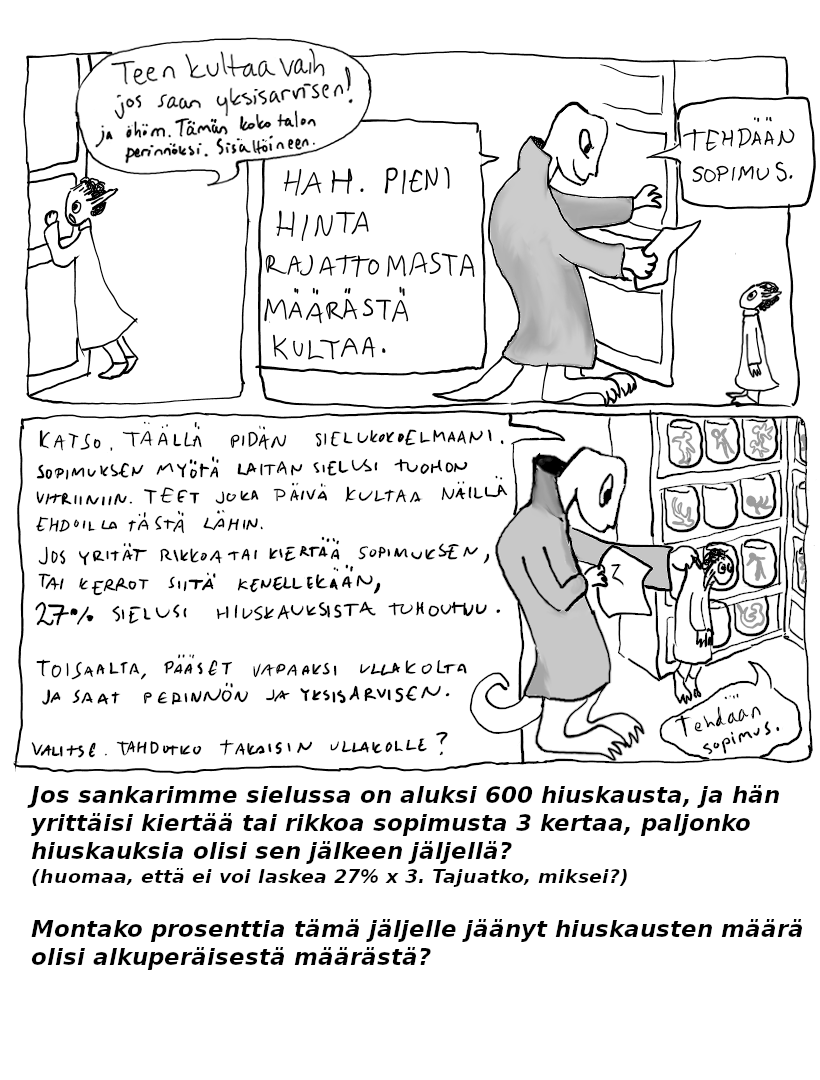 Teen kultaa vaih
jos saan yksisarvisen!
ja öhöm. Tämän koko talon
perinnöksi. Sisältöineen.
HAH. PIENI
HINTA
RAJATTOMASTA
MÄÄRÄSTÄ
KULTAA.
TEHDÄÄN
SOPIMUS.
KATSO. TÄÄLLÄ PIDÄN SIELUKOKOELMAANI.
SOPIMUKSEN MYÖTÄ LAITAN SIELUSI TUOHON
VITRIINIIN. TEET JOKA PÄIVÄ KULTAA NÄILLÄ
EHDOILLA TÄSTÄ LÄHIN.
JOS YRITÄT RIKKOA TAI KIERTÄÄ SOPIMUKSEN,
TAI KERROT SIITÄ KENELLEKÄÄN,
27% SIELUSI HIUSKAUKSISTA TUHOUTUU.
TOISAALTA, PÄÄSET VAPAAKSI ULLAKOLTA
JA SAAT PERINNÖN JA YKSISARVISEN.
VALITSE. TAHDOTKO TAKAISIN ULLAKOLLE?
Tehdään
sopimus.
Jos sankarimme sielussa on aluksi 600 hiuskausta, ja hän
yrittäisi kiertää tai rikkoa sopimusta 3 kertaa, paljonko
hiuskauksia olisi sen jälkeen jäljellä?
(huomaa, että ei voi laskea 27% x 3. Tajuatko, miksei?)
Montako prosenttia tämä jäljelle jäänyt hiuskausten määrä
olisi alkuperäisestä määrästä?